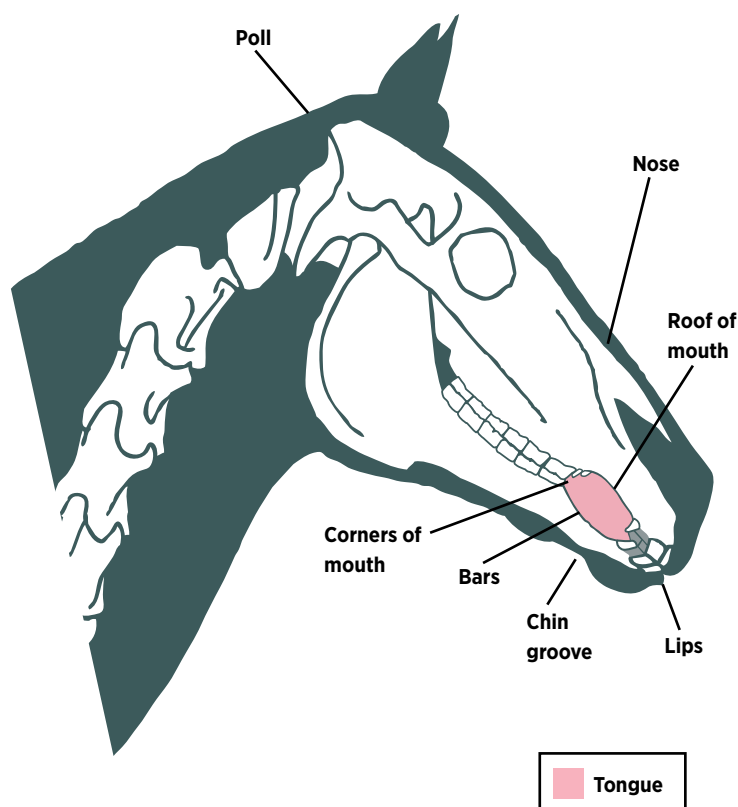 Poll
Nose
Roof of
mouth
Corners of
mouth
Bars
Chin
groove
Lips
Tongue